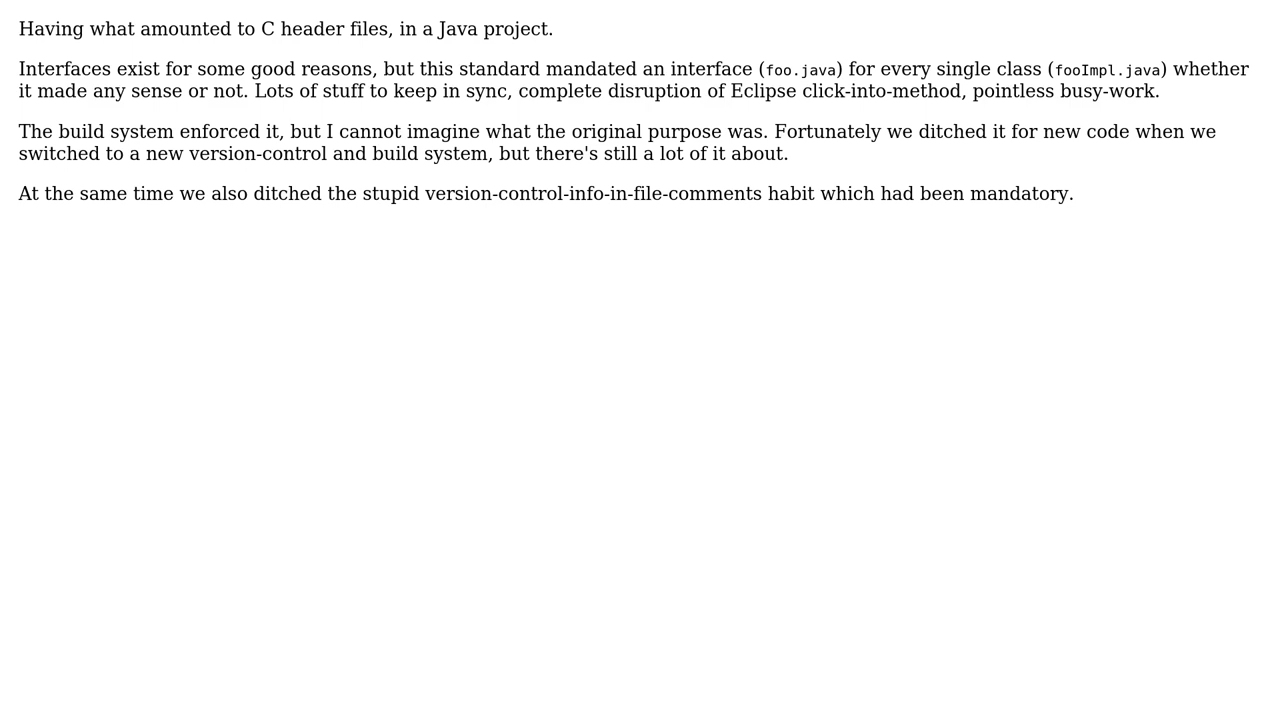 Having what amounted to C header files, in a Java project.
Interfaces exist for some good reasons, but this standard mandated an interface (foo.java) for every single class (fooImpl.java) whether
it made any sense or not. Lots of stuff to keep in sync, complete disruption of Eclipse click-into-method, pointless busy-work.
The build system enforced it, but I cannot imagine what the original purpose was. Fortunately we ditched it for new code when we
switched to a new version-control and build system, but there's still a lot of it about.
At the same time we also ditched the stupid version-control-info-in-file-comments habit which had been mandatory.